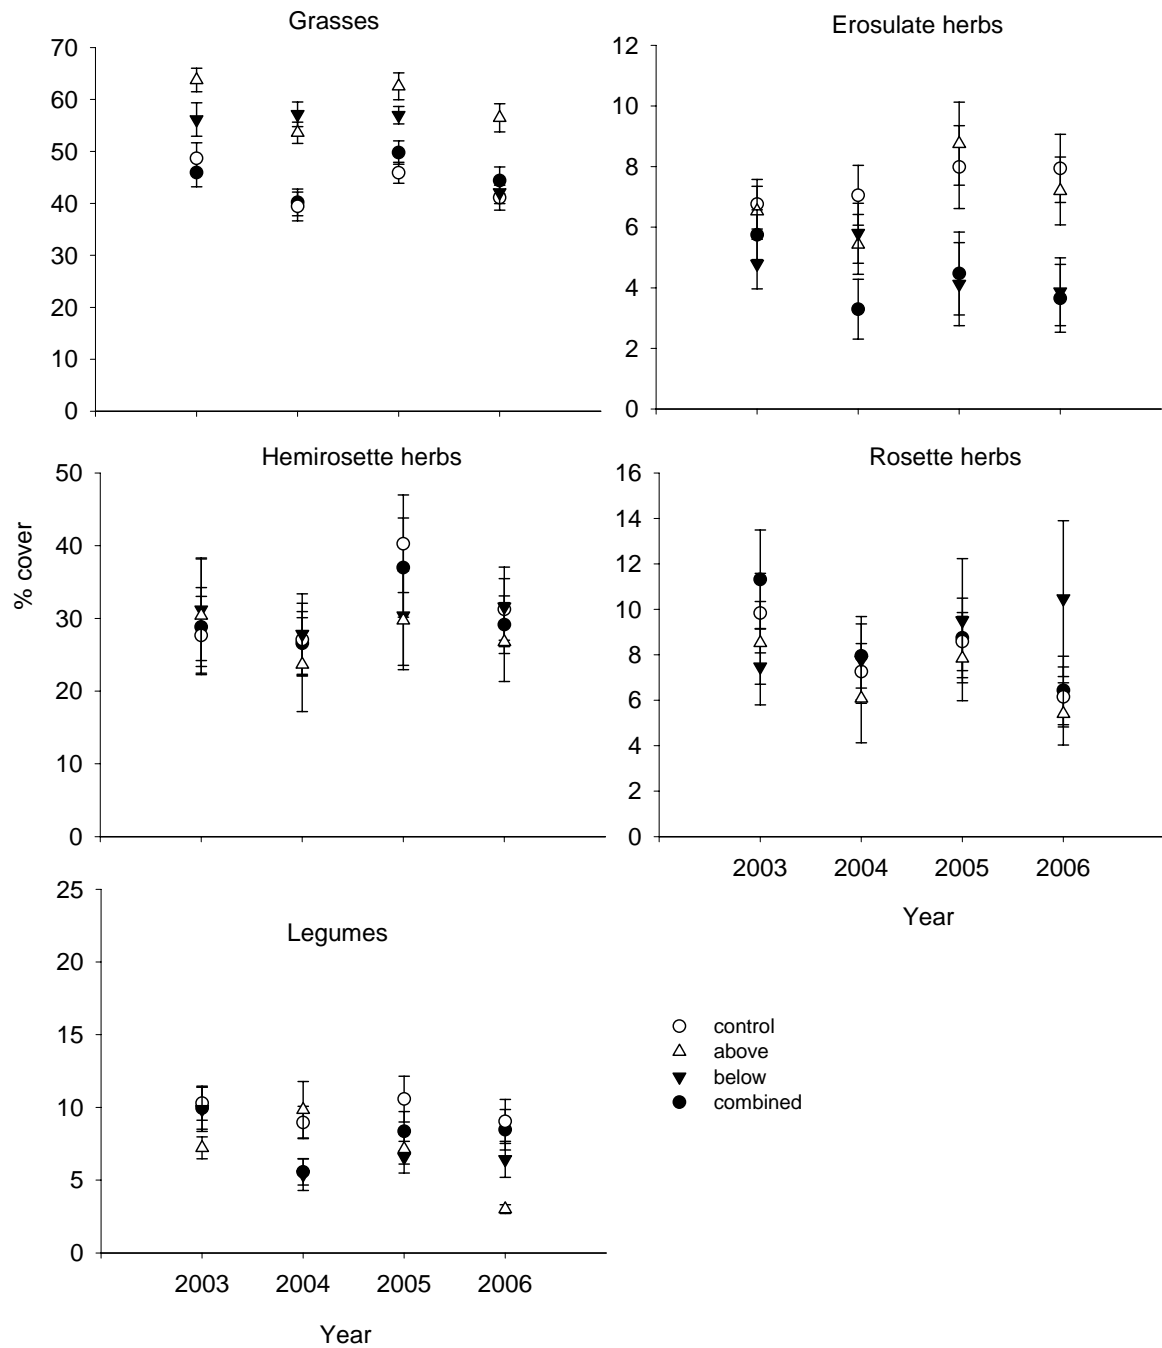 Grasses
70
60
50
40
30
20
10
0
Erosulate herbs
12
10
8
6
4
2
0
Hemirosette herbs
% cover
50
40
30
20
10
0
Rosette herbs
16
14
12
10
8
6
4
2
0
2003 2004 2005 2006
Year
Legumes
25
20
15
10
5
0
2003 2004 2005 2006
Year
control
above
below
combined